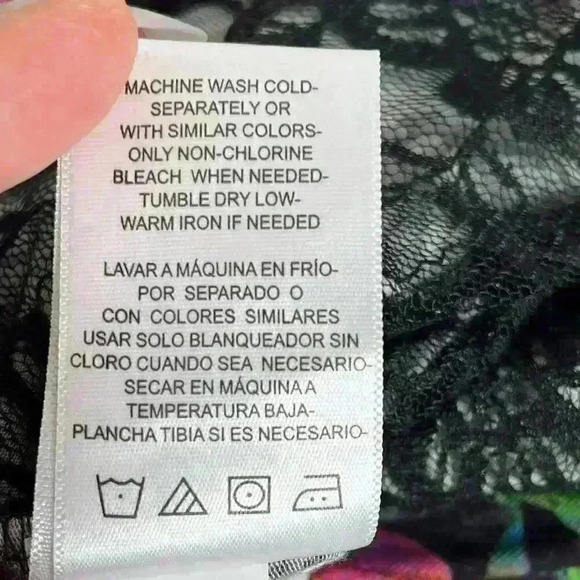 MACHINE WASH COLD-
SEPARATELY OR
WITH SIMILAR COLORS-
ONLY NON-CHLORINE
BLEACH WHEN NEEDED-
TUMBLE DRY LOW-
WARM IRON IF NEEDED
LAVAR A MÁQUINA EN FRÍO-
POR SEPARADO O
CON COLORES SIMILARES
USAR SOLO BLANQUEADOR SIN
CLORO CUANDO SEA NECESARIO-
SECAR EN MÁQUINA A
TEMPERATURA BAJA-
PLANCHA TIBIA SI ES NECESARIO-